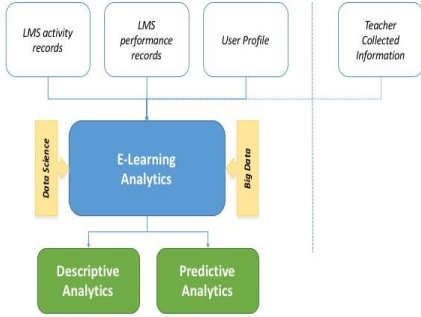 LMS activity
records
LMS
performance
records
User Profile
Teacher
Collected
Information
Data Science
E-Learning
Analytics
Big Data
Descriptive
Analytics
Predictive
Analytics